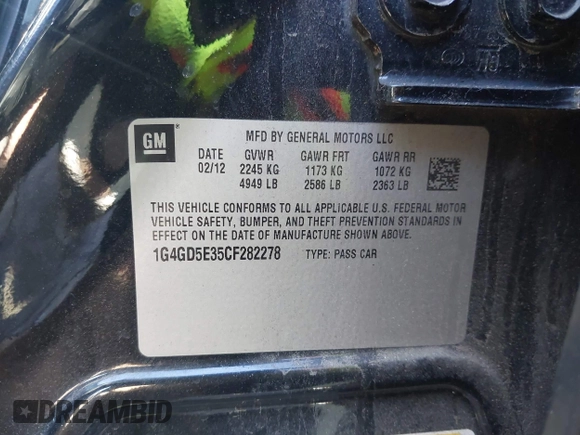 GM ®
MFD BY GENERAL MOTORS LLC
DATE GVWR GAWR FRT GAWR RR
02/12 2245 KG 1173 KG 1072 KG
4949 LB 2586 LB 2363 LB
THIS VEHICLE CONFORMS TO ALL APPLICABLE U.S. FEDERAL MOTOR
VEHICLE SAFETY, BUMPER, AND THEFT PREVENTION STANDARDS
IN EFFECT ON THE DATE OF MANUFACTURE SHOWN ABOVE.
1G4GD5E35CF282278 TYPE: PASS CAR
DREAMBID